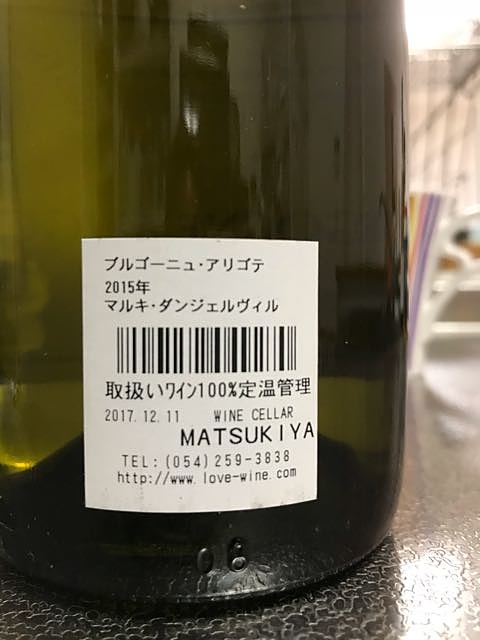 ブルゴーニュ・アリゴテ
2015年
マルキ・ダンジェルヴィル
取扱いワイン100%定温管理
2017.12.11 WINE CELLAR
MATSUKIYA
TEL:(054)259-3838
http://www.love-wine.com